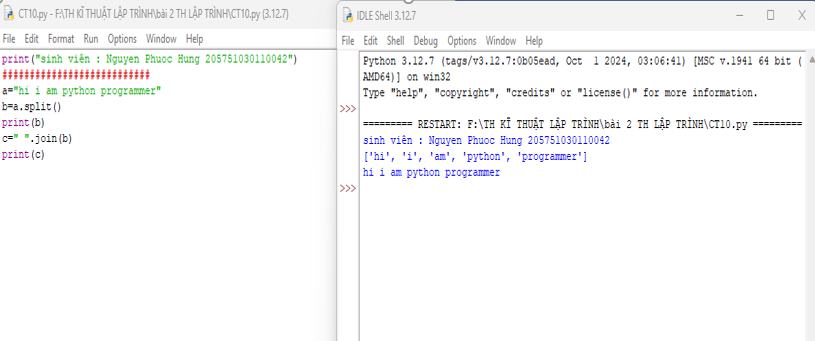 CT10.py - F:\TH KĨ THUẬT LẬP TRÌNH\bài 2 TH LẬP TRÌNH\CT10.py (3.12.7)
File Edit Format Run Options Window Help
print("sinh viên : Nguyen Phuoc Hung 205751030110042")
###########################
a="hi i am python programmer"
b=a.split()
print(b)
c=" ".join(b)
print(c)
IDLE Shell 3.12.7
File Edit Shell Debug Options Window Help
Python 3.12.7 (tags/v3.12.7:0b05ead, Oct 1 2024, 03:06:41) [MSC v.1941 64 bit (
AMD64)] on win32
Type "help", "copyright", "credits" or "license()" for more information.
>>>
========= RESTART: F:\TH KĨ THUẬT LẬP TRÌNH\bài 2 TH LẬP TRÌNH\CT10.py =========
sinh viên : Nguyen Phuoc Hung 205751030110042
['hi', 'i', 'am', 'python', 'programmer']
hi i am python programmer
>>>